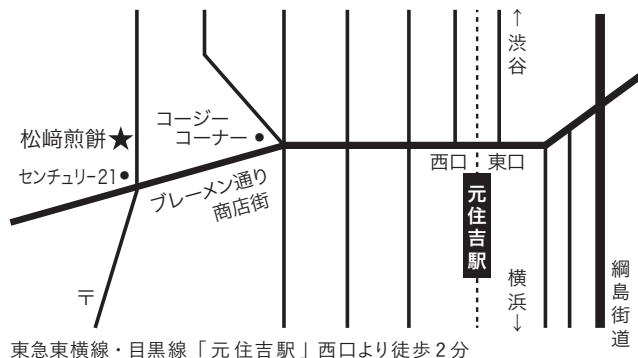 ↑渋谷
コージー
コーナー
松﨑煎餅
西口
東口
センチュリー21
ブレーメン通り
商店街
元住吉駅
〒
横浜↓
綱島街道
東急東横線・目黒線「元住吉駅」西口より徒歩2分